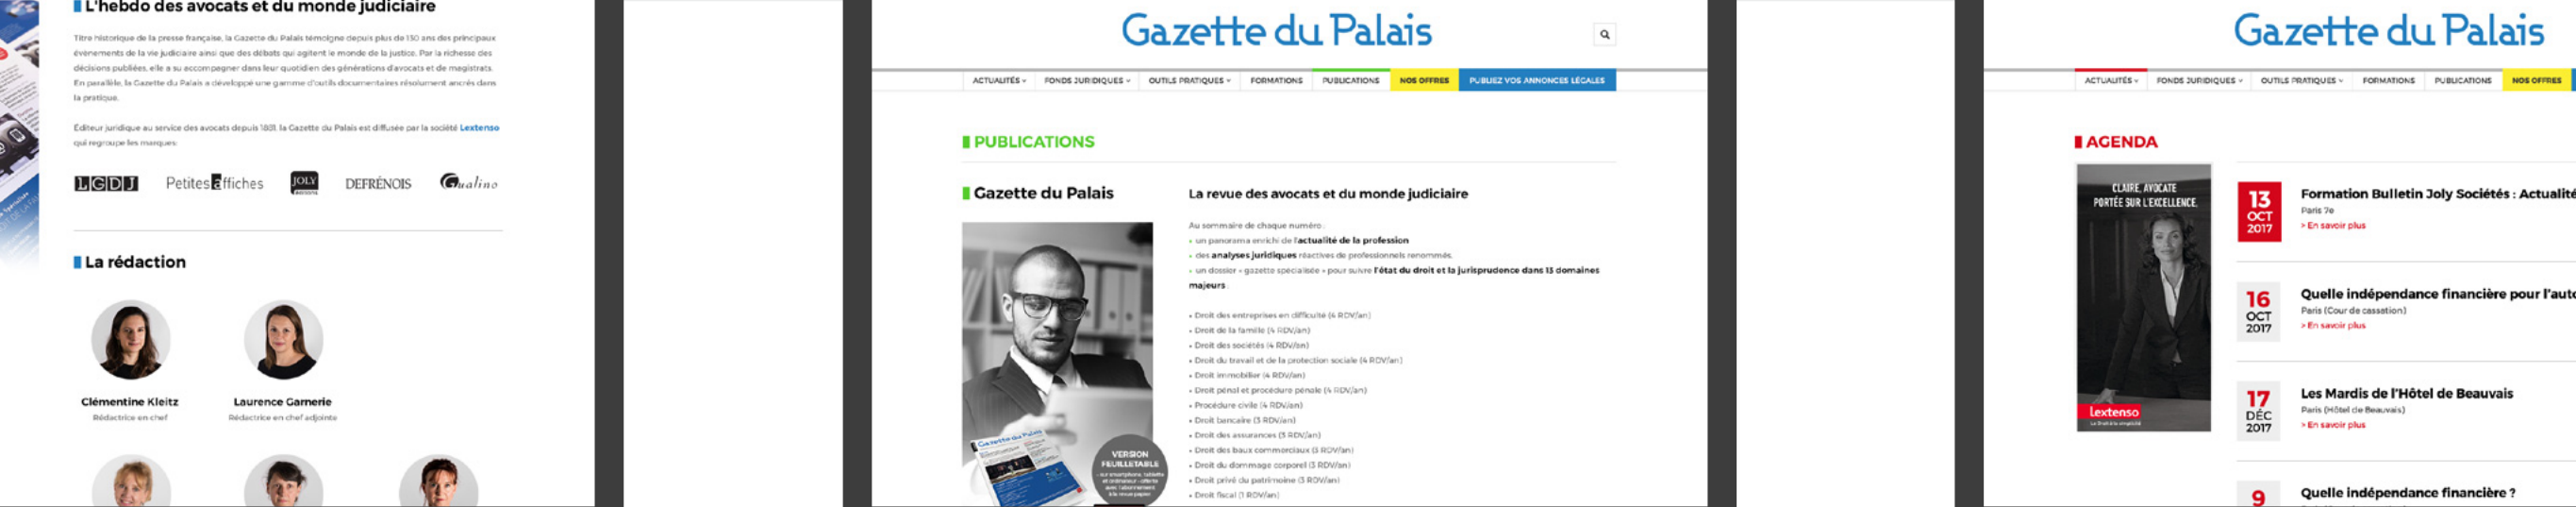 L'hebdo des avocats et du monde judiciaire
Titre historique de la presse française, la Gazette du Palais témoigne depuis plus de 150 ans des principaux
évènements de la vie judiciaire ainsi que des débats qui agitent le monde de la justice. Par la richesse des
décisions publiées, elle a su accompagner dans leur quotidien des générations d'avocats et de magistrats.
En parallèle, la Gazette du Palais a développé une gamme d'outils documentaires résolument ancrés dans
la pratique.
Éditeur juridique au service des avocats depuis 1881, la Gazette du Palais est diffusée par la société Lextenso
qui regroupe les marques:
LGDJ
Petites affiches
JOLY
DEFRÉNOIS
Gualino
La rédaction
Clémentine Kleitz
Rédactrice en chef
Laurence Garnerie
Rédactrice en chef adjointe
Gazette du Palais
ACTUALITÉS FONDS JURIDIQUES OUTILS PRATIQUES FORMATIONS PUBLICATIONS NOS OFFRES PUBLIEZ VOS ANNONCES LÉGALES
PUBLICATIONS
Gazette du Palais
La revue des avocats et du monde judiciaire
Au sommaire de chaque numéro :
• un panorama enrichi de l'actualité de la profession
• des analyses juridiques réactives de professionnels renommés,
• un dossier « gazette spécialisée » pour suivre l'état du droit et la jurisprudence dans 13 domaines
majeurs :
• Droit des entreprises en difficulté (4 RDV/an)
• Droit de la famille (4 RDV/an)
• Droit des sociétés (4 RDV/an)
• Droit du travail et de la protection sociale (4 RDV/an)
• Droit immobilier (4 RDV/an)
• Droit pénal et procédure pénale (4 RDV/an)
• Procédure civile (4 RDV/an)
• Droit bancaire (3 RDV/an)
• Droit des assurances (3 RDV/an)
• Droit des baux commerciaux (3 RDV/an)
• Droit du dommage corporel (3 RDV/an)
• Droit privé du patrimoine (3 RDV/an)
• Droit fiscal (1 RDV/an)
Gazette du Palais
VERSION
FEUILLETABLE
sur smartphone, tablette
et ordinateur - offerte
avec l'abonnement
à la revue papier
Gazette du Palais
ACTUALITÉS FONDS JURIDIQUES OUTILS PRATIQUES FORMATIONS PUBLICATIONS NOS OFFRES
AGENDA
CLAIRE, AVOCATE
PORTÉE SUR L'EXCELLENCE.
Lextenso
13
OCT
2017
Formation Bulletin Joly Sociétés : Actualité
Paris 7e
> En savoir plus
16
OCT
2017
Quelle indépendance financière pour l'auto
Paris (Cour de cassation)
> En savoir plus
17
DÉC
2017
Les Mardis de l'Hôtel de Beauvais
Paris (Hôtel de Beauvais)
> En savoir plus
9
Quelle indépendance financière ?